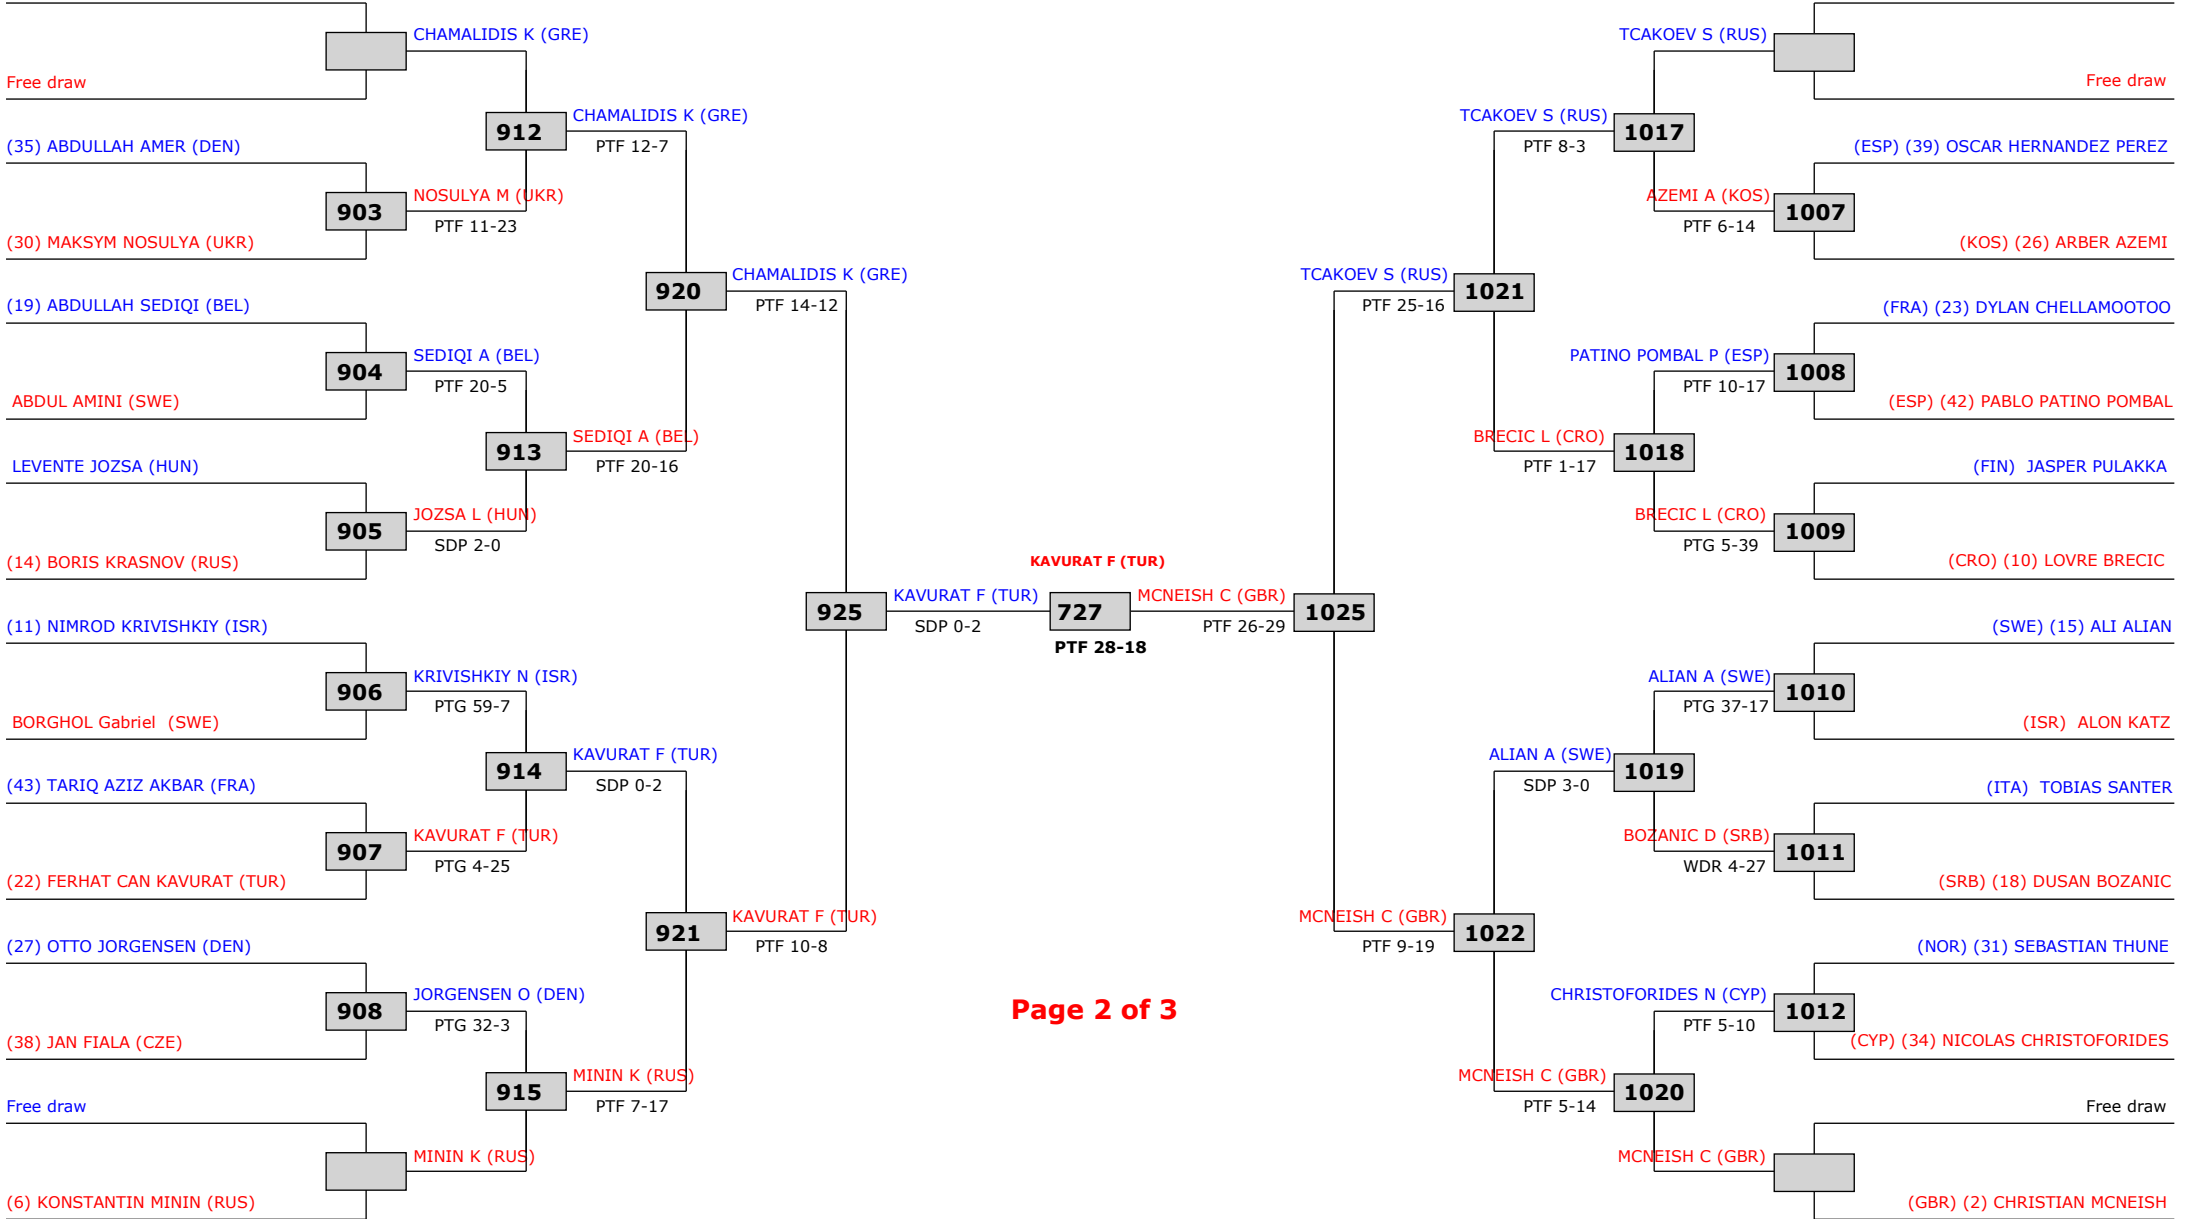 CHAMALIDIS K (GRE)
Free draw
912
CHAMALIDIS K (GRE)
PTF 12-7
(35) ABDULLAH AMER (DEN)
903
NOSULYA M (UKR)
PTF 11-23
(30) MAKSYM NOSULYA (UKR)
920
CHAMALIDIS K (GRE)
PTF 14-12
(19) ABDULLAH SEDIQI (BEL)
904
SEDIQI A (BEL)
PTF 20-5
ABDUL AMINI (SWE)
913
SEDIQI A (BEL)
PTF 20-16
LEVENTE JOZSA (HUN)
905
JOZSA L (HUN)
SDP 2-0
(14) BORIS KRASNOV (RUS)
925
KAVURAT F (TUR)
SDP 0-2
(11) NIMROD KRIVISHKIY (ISR)
906
KRIVISHKIY N (ISR)
PTG 59-7
BORGHOL Gabriel (SWE)
914
KAVURAT F (TUR)
SDP 0-2
(43) TARIQ AZIZ AKBAR (FRA)
907
KAVURAT F (TUR)
PTG 4-25
(22) FERHAT CAN KAVURAT (TUR)
921
KAVURAT F (TUR)
PTF 10-8
(27) OTTO JORGENSEN (DEN)
908
JORGENSEN O (DEN)
PTG 32-3
(38) JAN FIALA (CZE)
915
MININ K (RUS)
PTF 7-17
Free draw
MININ K (RUS)
(6) KONSTANTIN MININ (RUS)
KAVURAT F (TUR)
727
PTF 28-18
Page 2 of 3
TCAKOEV S (RUS)
Free draw
TCAKOEV S (RUS)
PTF 8-3
1017
(ESP) (39) OSCAR HERNANDEZ PEREZ
AZEMI A (KOS)
PTF 6-14
1007
(KOS) (26) ARBER AZEMI
TCAKOEV S (RUS)
PTF 25-16
1021
(FRA) (23) DYLAN CHELLAMOOTOO
PATINO POMBAL P (ESP)
PTF 10-17
1008
(ESP) (42) PABLO PATINO POMBAL
BRECIC L (CRO)
PTF 1-17
1018
(FIN) JASPER PULAKKA
BRECIC L (CRO)
PTG 5-39
1009
(CRO) (10) LOVRE BRECIC
MCNEISH C (GBR)
PTF 26-29
1025
(SWE) (15) ALI ALIAN
ALIAN A (SWE)
PTG 37-17
1010
(ISR) ALON KATZ
ALIAN A (SWE)
SDP 3-0
1019
(ITA) TOBIAS SANTER
BOZANIC D (SRB)
WDR 4-27
1011
(SRB) (18) DUSAN BOZANIC
MCNEISH C (GBR)
PTF 9-19
1022
(NOR) (31) SEBASTIAN THUNE
CHRISTOFORIDES N (CYP)
PTF 5-10
1012
(CYP) (34) NICOLAS CHRISTOFORIDES
MCNEISH C (GBR)
PTF 5-14
1020
Free draw
MCNEISH C (GBR)
(GBR) (2) CHRISTIAN MCNEISH